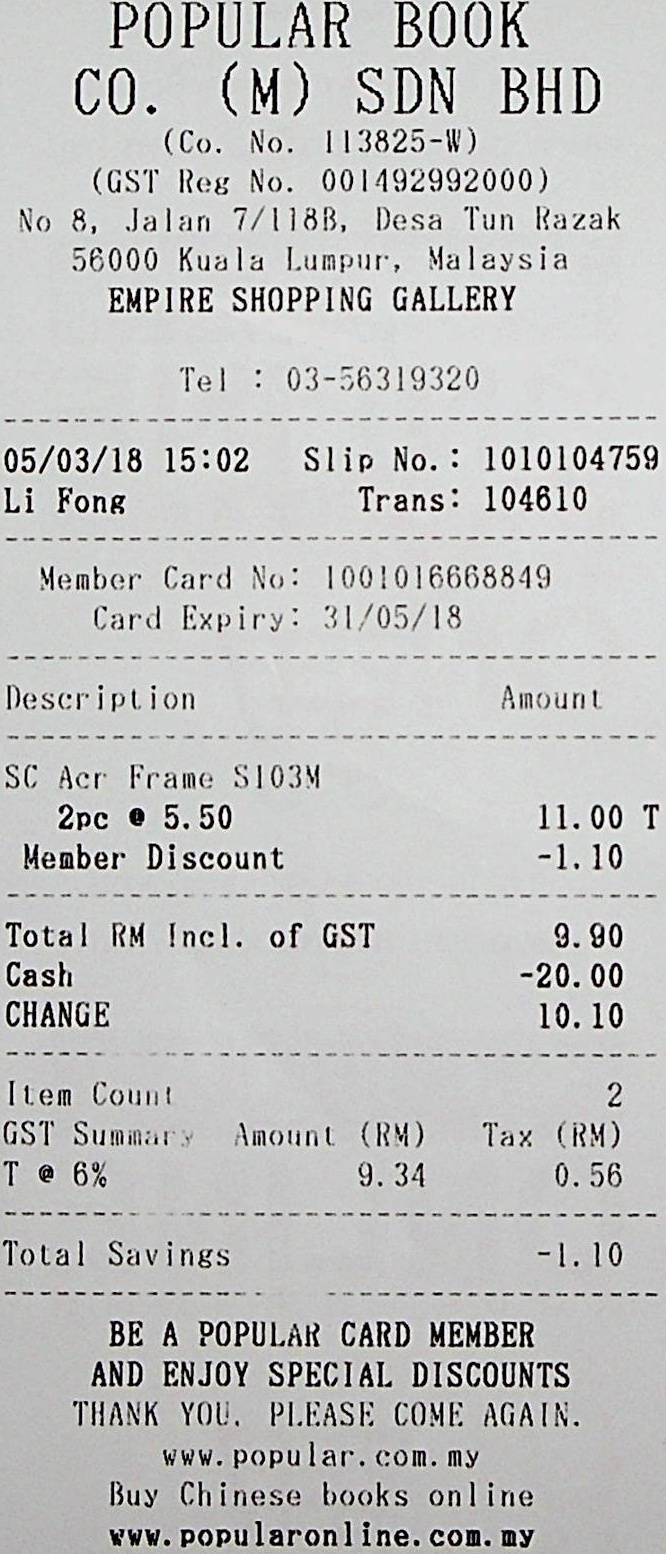 POPULAR BOOK
CO. (M) SDN BHD
(Co. No. 113825-W)
(GST Reg No. 001492992000)
No 8, Jalan 7/118B, Desa Tun Razak
56000 Kuala Lumpur, Malaysia
EMPIRE SHOPPING GALLERY
Tel : 03-56319320
05/03/18 15:02 Slip No.: 1010104759
Li Fong Trans: 104610
Member Card No: 1001016668849
Card Expiry: 31/05/18
Description Amount
SC Acr Frame S103M
2pc @ 5.50 11.00 T
Member Discount -1.10
Total RM Incl. of GST 9.90
Cash -20.00
CHANGE 10.10
Item Count 2
GST Summary Amount (RM) Tax (RM)
T @ 6% 9.34 0.56
Total Savings -1.10
BE A POPULAR CARD MEMBER
AND ENJOY SPECIAL DISCOUNTS
THANK YOU. PLEASE COME AGAIN.
www.popular.com.my
Buy Chinese books online
www.popularonline.com.my